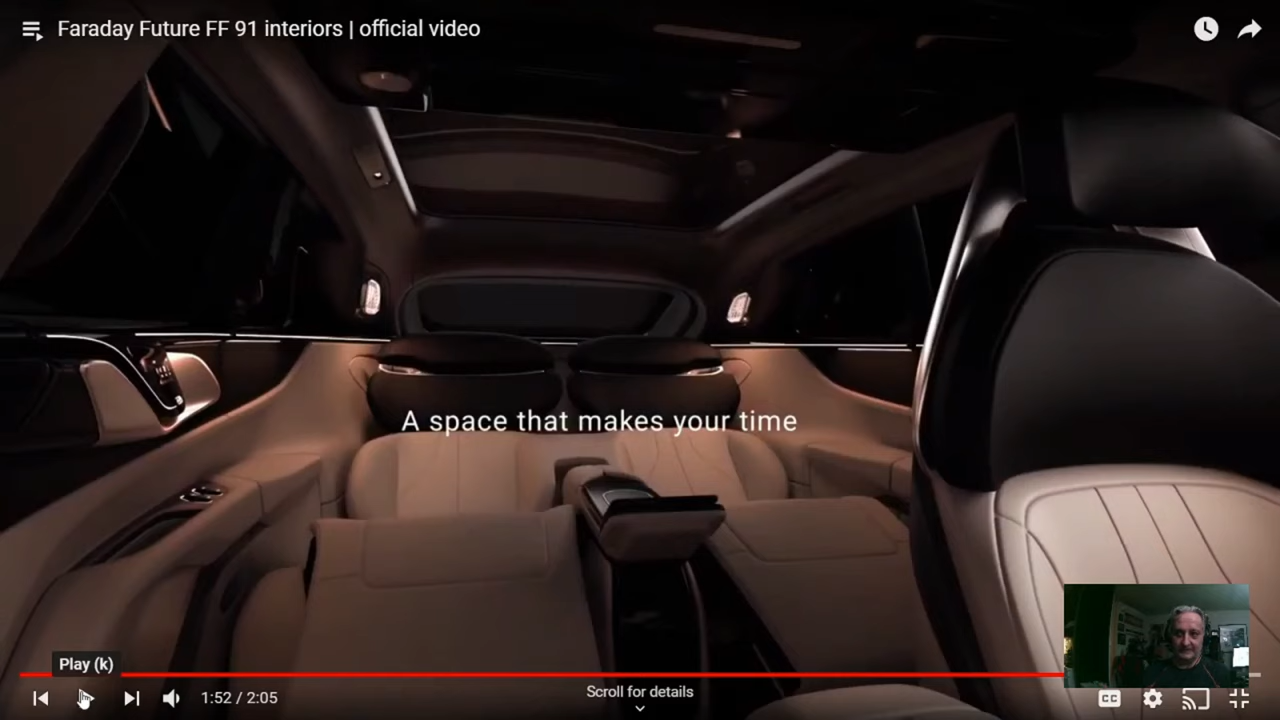 Faraday Future FF 91 interiors | official video
A space that makes your time
Play (k)
1:52 / 2:05
Scroll for details
CC